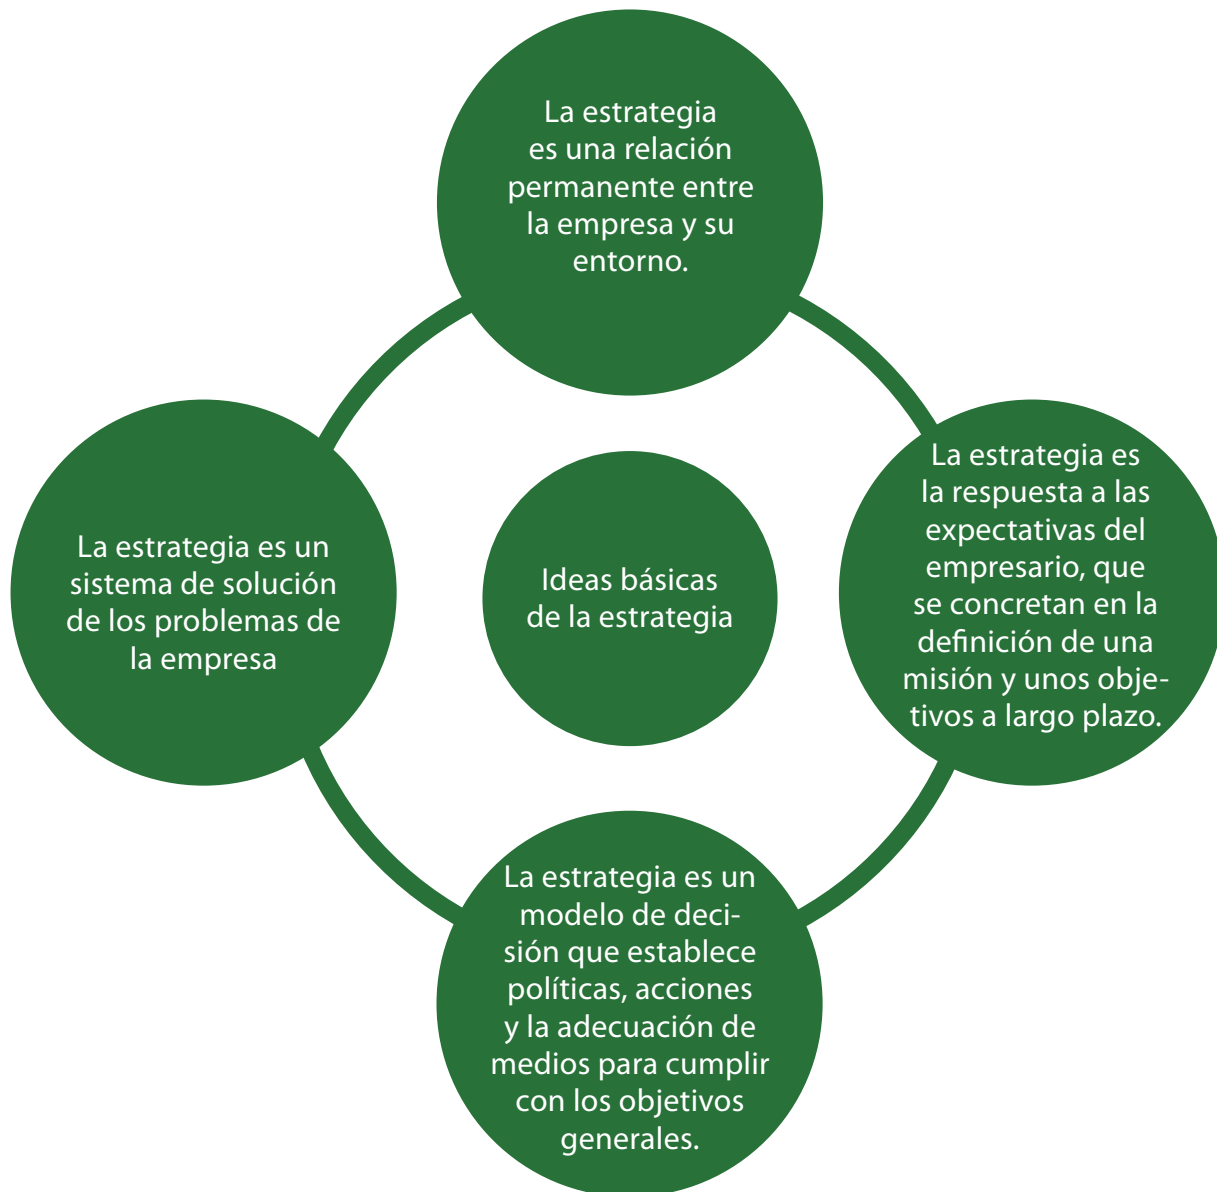 La estrategia
es una relación
permanente entre
la empresa y su
entorno.
La estrategia es
la respuesta a las
expectativas del
empresario, que
se concretan en la
definición de una
misión y unos obje-
tivos a largo plazo.
La estrategia es un
sistema de solución
de los problemas de
la empresa
Ideas básicas
de la estrategia
La estrategia es un
modelo de deci-
sión que establece
políticas, acciones
y la adecuación de
medios para cumplir
con los objetivos
generales.